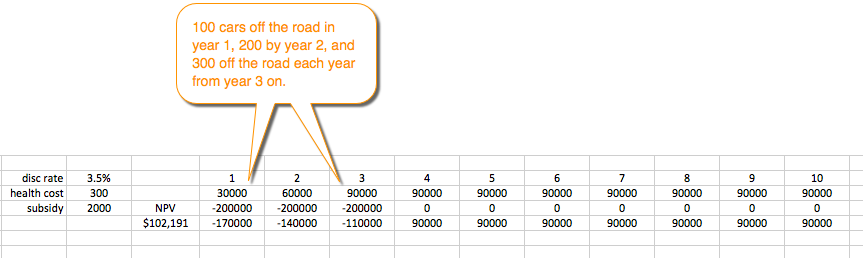 100 cars off the road in
year 1, 200 by year 2, and
300 off the road each year
from year 3 on.
disc rate 3.5% 1 2 3 4 5 6 7 8 9 10
health cost 300 30000 60000 90000 90000 90000 90000 90000 90000 90000 90000
subsidy 2000 NPV -200000 -200000 -200000 0 0 0 0 0 0 0
$102,191 -170000 -140000 -110000 90000 90000 90000 90000 90000 90000 90000